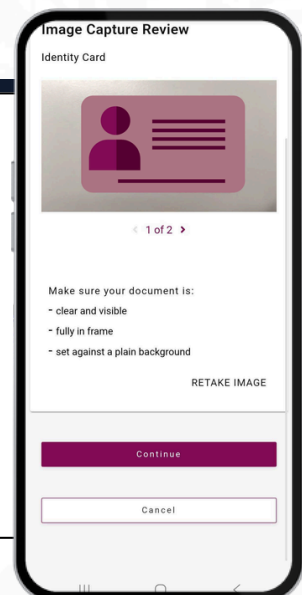 Image Capture Review
Identity Card
< 1 of 2 >
Make sure your document is:
- clear and visible
- fully in frame
- set against a plain background
RETAKE IMAGE
Continue
Cancel